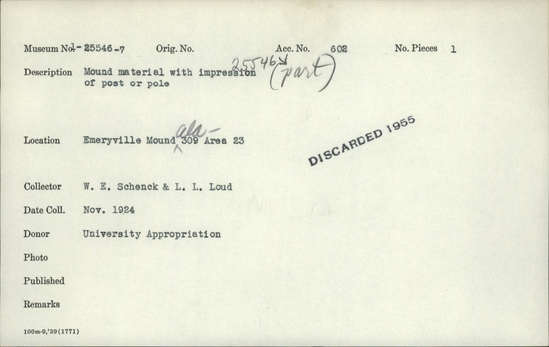 Museum No. 1-25546-7 Orig. No. Acc. No. 602 No. Pieces 1
Description Mound material with impression 25546 (part)
of post or pole
Location Emeryville Mound Ala- 309 Area 23
DISCARDED 1955
Collector W. E. Schenck & L. L. Loud
Date Coll. Nov. 1924
Donor University Appropriation
Photo
Published
Remarks
100m-9,'39(1771)